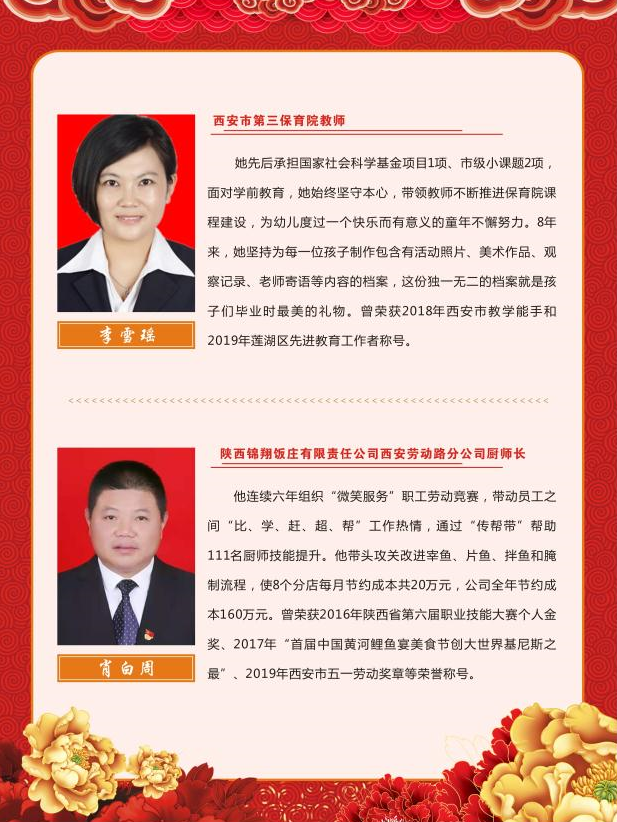 西安市第三保育院教师
她先后承担国家社会科学基金项目1项、市级小课题2项，
面对学前教育，她始终坚守本心，带领教师不断推进保育院课
程建设，为幼儿度过一个快乐而有意义的童年不懈努力。8年
来，她坚持为每一位孩子制作包含有活动照片、美术作品、观
察记录、老师寄语等内容的档案，这份独一无二的档案就是孩
子们毕业时最美的礼物。曾荣获2018年西安市教学能手和
2019年莲湖区先进教育工作者称号。
李雪瑶
陕西锦翔饭庄有限责任公司西安劳动路分公司厨师长
他连续六年组织“微笑服务”职工劳动竞赛，带动员工之
间“比、学、赶、超、帮”工作热情，通过“传帮带”帮助
111名厨师技能提升。他带头攻关改进宰鱼、片鱼、拌鱼和腌
制流程，使8个分店每月节约成本共20万元，公司全年节约成
本160万元。曾荣获2016年陕西省第六届职业技能大赛个人金
奖、2017年“首届中国黄河鲤鱼宴美食节创大世界基尼斯之
最”、2019年西安市五一劳动奖章等荣誉称号。
肖白周